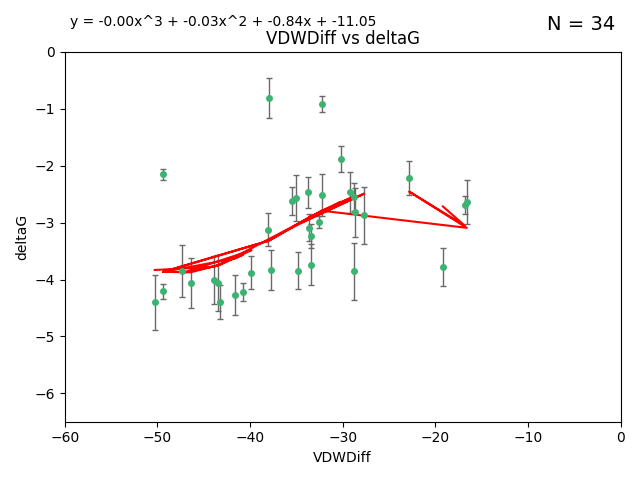 y = -0.00x^3 + -0.03x^2 + -0.84x + -11.05
N = 34
VDWDiff vs deltaG
0
−1
−2
−3
−4
−5
−6
deltaG
−60 −50 −40 −30 −20 −10 0
VDWDiff